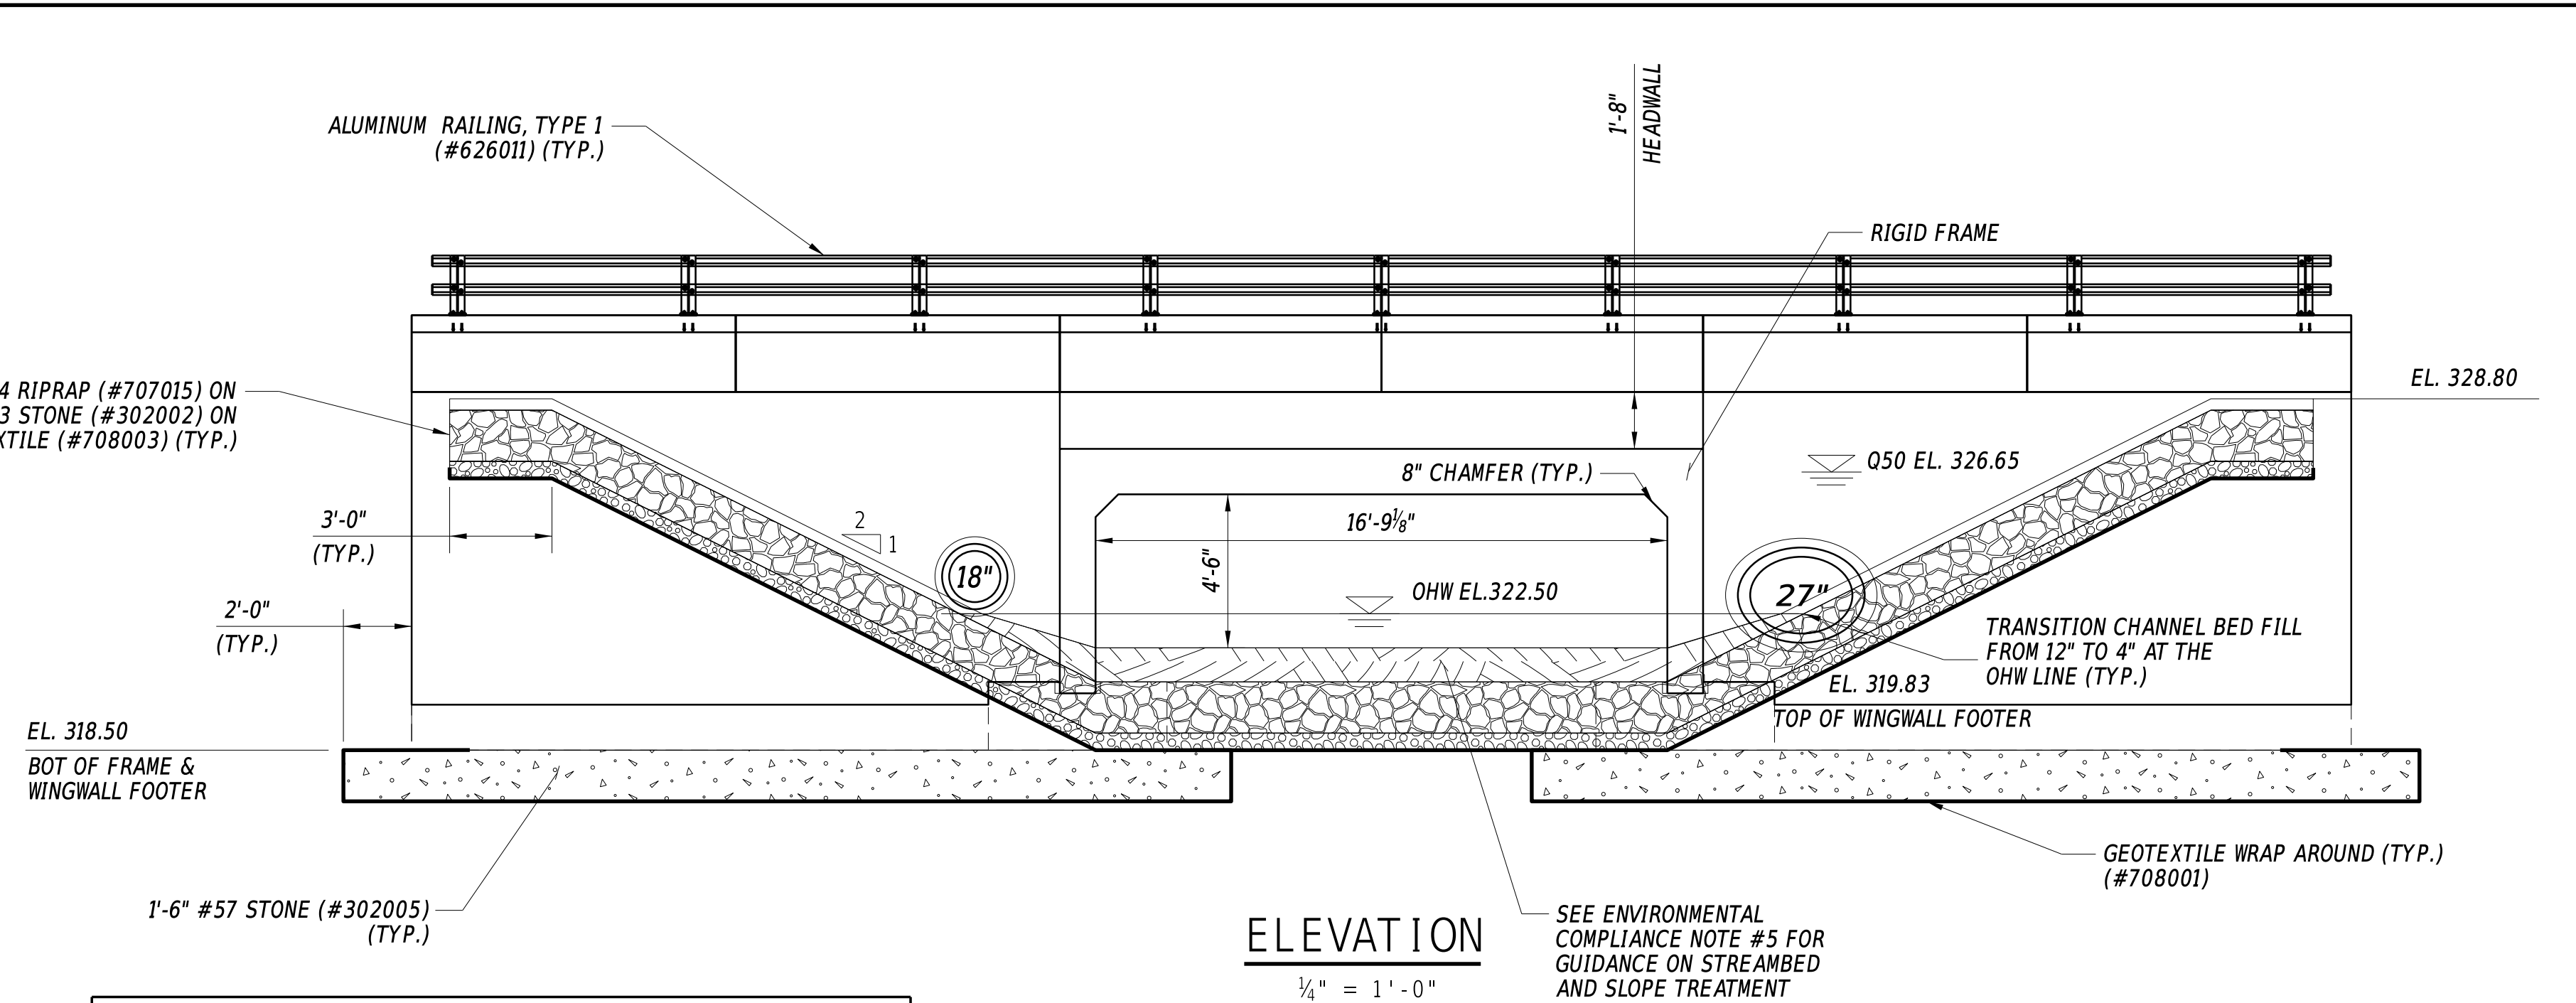 1'-8"
HEADWALL
ALUMINUM RAILING, TYPE 1
(#626011) (TYP.)
RIGID FRAME
EL. 328.80
4 RIPRAP (#707015) ON
3 STONE (#302002) ON
(#708003) (TYP.)
Q50 EL. 326.65
8" CHAMFER (TYP.)
3'-0"
(TYP.)
2
1
16'-9⅛"
4'-6"
18"
OHW EL.322.50
27"
2'-0"
(TYP.)
TRANSITION CHANNEL BED FILL
FROM 12" TO 4" AT THE
OHW LINE (TYP.)
EL. 319.83
TOP OF WINGWALL FOOTER
EL. 318.50
BOT OF FRAME &
WINGWALL FOOTER
GEOTEXTILE WRAP AROUND (TYP.)
(#708001)
1'-6" #57 STONE (#302005)
(TYP.)
SEE ENVIRONMENTAL
COMPLIANCE NOTE #5 FOR
GUIDANCE ON STREAMBED
AND SLOPE TREATMENT
ELEVATION
¼" = 1'-0"